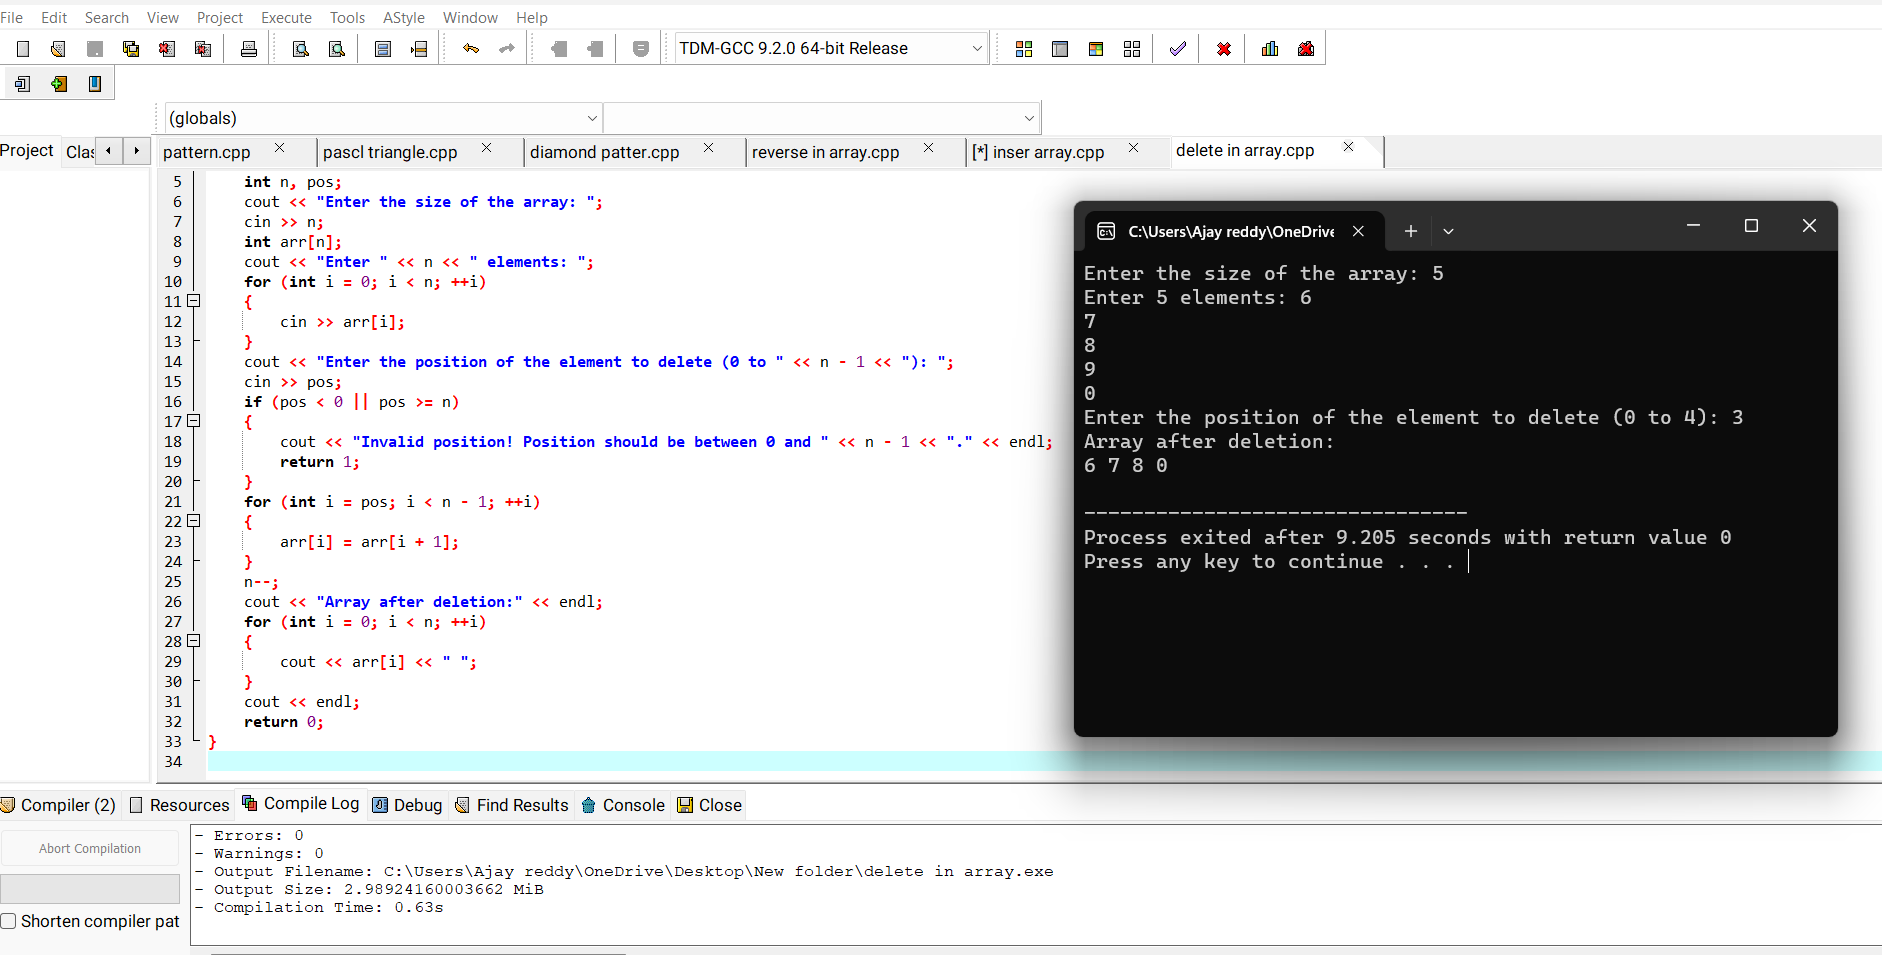 File Edit Search View Project Execute Tools AStyle Window Help
TDM-GCC 9.2.0 64-bit Release
(globals)
Project Clas
pattern.cpp pascl triangle.cpp diamond patter.cpp reverse in array.cpp [*] inser array.cpp delete in array.cpp
5 int n, pos;
6 cout << "Enter the size of the array: ";
7 cin >> n;
8 int arr[n];
9 cout << "Enter " << n << " elements: ";
10 for (int i = 0; i < n; ++i)
11 {
12 cin >> arr[i];
13 }
14 cout << "Enter the position of the element to delete (0 to " << n - 1 << "): ";
15 cin >> pos;
16 if (pos < 0 || pos >= n)
17 {
18 cout << "Invalid position! Position should be between 0 and " << n - 1 << "." << endl;
19 return 1;
20 }
21 for (int i = pos; i < n - 1; ++i)
22 {
23 arr[i] = arr[i + 1];
24 }
25 n--;
26 cout << "Array after deletion:" << endl;
27 for (int i = 0; i < n; ++i)
28 {
29 cout << arr[i] << " ";
30 }
31 cout << endl;
32 return 0;
33 }
34
C:\Users\Ajay reddy\OneDrive
Enter the size of the array: 5
Enter 5 elements: 6
7
8
9
0
Enter the position of the element to delete (0 to 4): 3
Array after deletion:
6 7 8 0
--------------------------------
Process exited after 9.205 seconds with return value 0
Press any key to continue . . .
Compiler (2) Resources Compile Log Debug Find Results Console Close
Abort Compilation
Shorten compiler pat
- Errors: 0
- Warnings: 0
- Output Filename: C:\Users\Ajay reddy\OneDrive\Desktop\New folder\delete in array.exe
- Output Size: 2.98924160003662 MiB
- Compilation Time: 0.63s